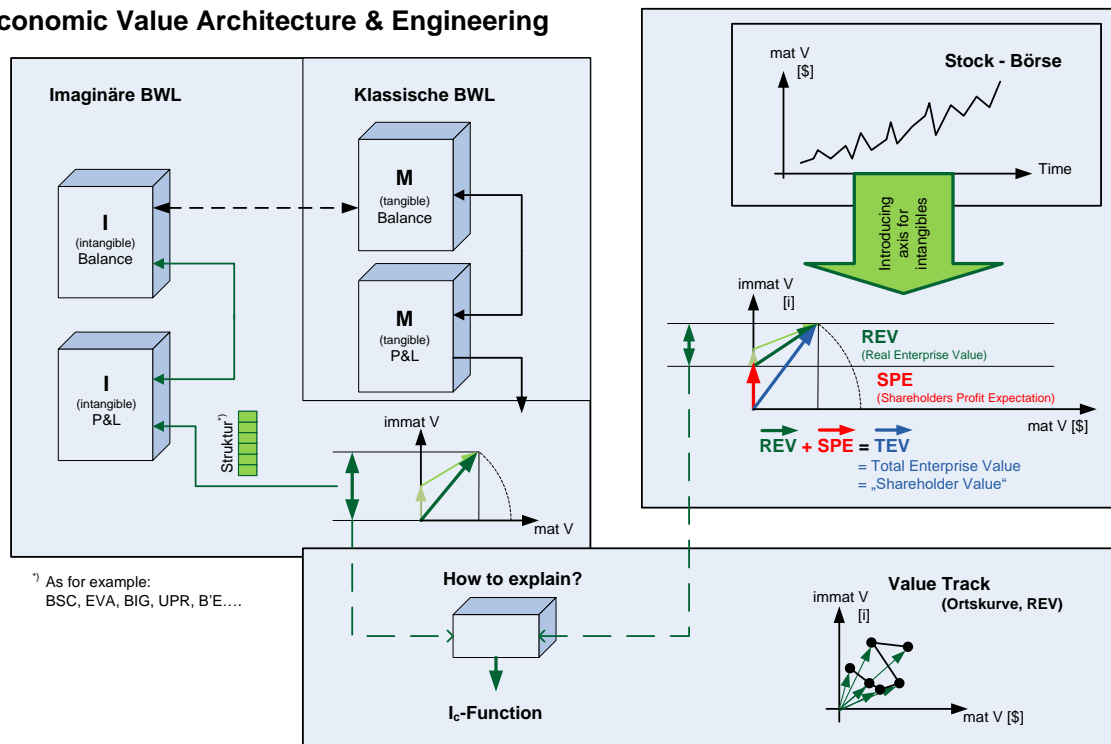 conomic Value Architecture & Engineering
Imaginäre BWL
Klassische BWL
I
(intangible)
Balance
M
(tangible)
Balance
I
(intangible)
P&L
M
(tangible)
P&L
Struktur*)
immat V
mat V
*) As for example:
BSC, EVA, BIG, UPR, B'E....
mat V
[$]
Stock - Börse
Time
Introducing
axis for
intangibles
immat V
[i]
REV
(Real Enterprise Value)
SPE
(Shareholders Profit Expectation)
mat V [$]
REV + SPE = TEV
= Total Enterprise Value
= „Shareholder Value“
How to explain?
Ic-Function
Value Track
(Ortskurve, REV)
immat V
[i]
mat V [$]